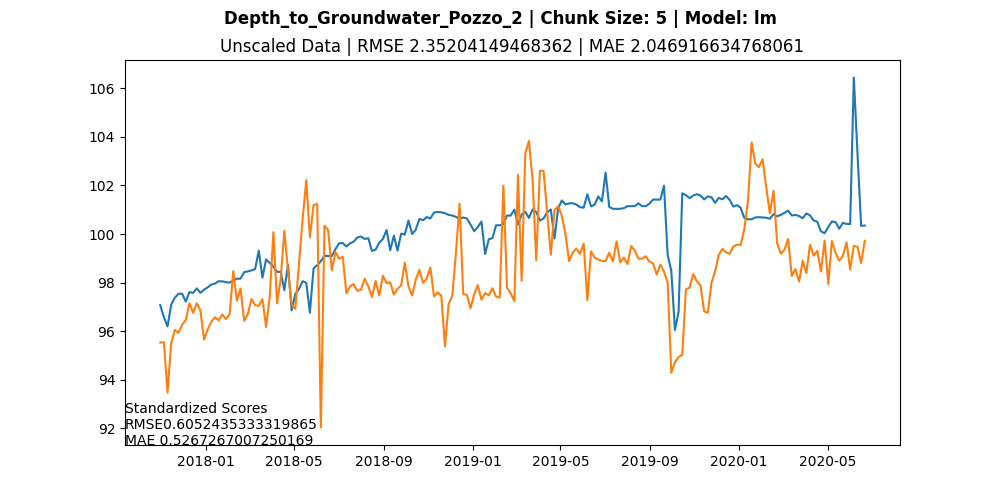 Depth_to_Groundwater_Pozzo_2 | Chunk Size: 5 | Model: lm
Unscaled Data | RMSE 2.35204149468362 | MAE 2.046916634768061
106
104
102
100
98
96
94
92
Standardized Scores
RMSE0.6052435333319865
MAE 0.5267267007250169
2018-01 2018-05 2018-09 2019-01 2019-05 2019-09 2020-01 2020-05